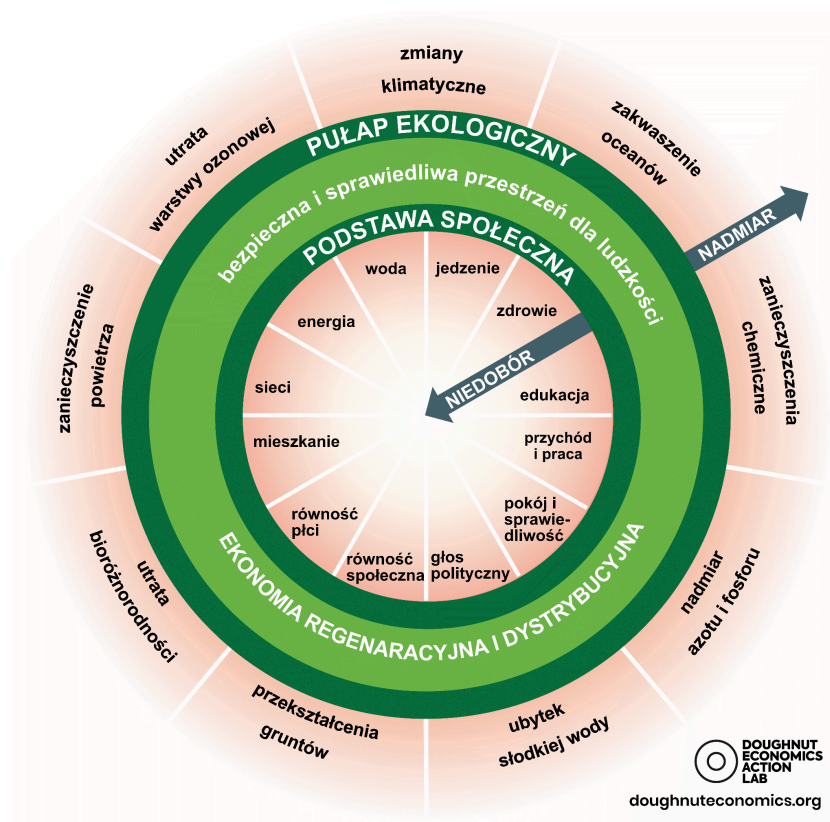 zmiany
klimatyczne
zakwaszenie
oceanów
zanieczyszczenia
chemiczne
nadmiar
azotu i fosforu
ubytek
słodkiej wody
przekształcenia
gruntów
utrata
bioróżnorodności
zanieczyszczenie
powietrza
utrata
warstwy ozonowej
PUŁAP EKOLOGICZNY
bezpieczna i sprawiedliwa przestrzeń dla ludzkości
PODSTAWA SPOŁECZNA
NADMIAR
NIEDOBÓR
woda
jedzenie
zdrowie
edukacja
przychód
i praca
pokój i
sprawie-
dliwość
głos
polityczny
równość
społeczna
równość
płci
mieszkanie
sieci
energia
EKONOMIA REGENARACYJNA I DYSTRYBUCYJNA
DOUGHNUT
ECONOMICS
ACTION
LAB
doughnuteconomics.org